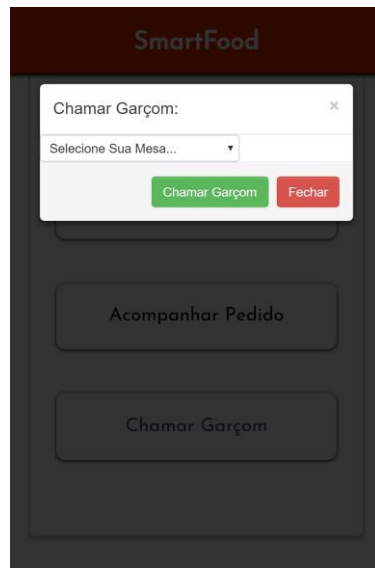 SmartFood
Chamar Garçom:
×
Selecione Sua Mesa...
Chamar Garçom Fechar
Acompanhar Pedido
Chamar Garçom